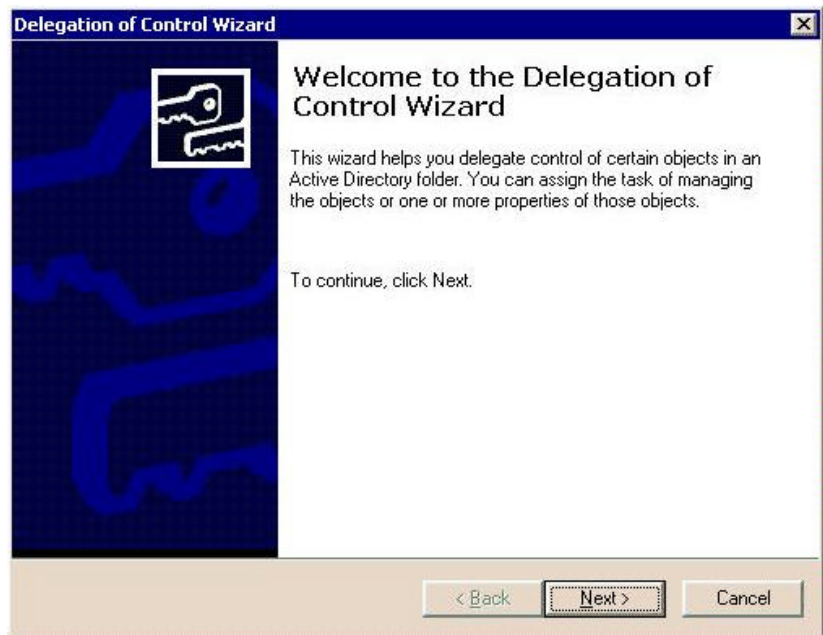 Delegation of Control Wizard
Welcome to the Delegation of
Control Wizard
This wizard helps you delegate control of certain objects in an
Active Directory folder. You can assign the task of managing
the objects or one or more properties of those objects.
To continue, click Next.
< Back Next > Cancel